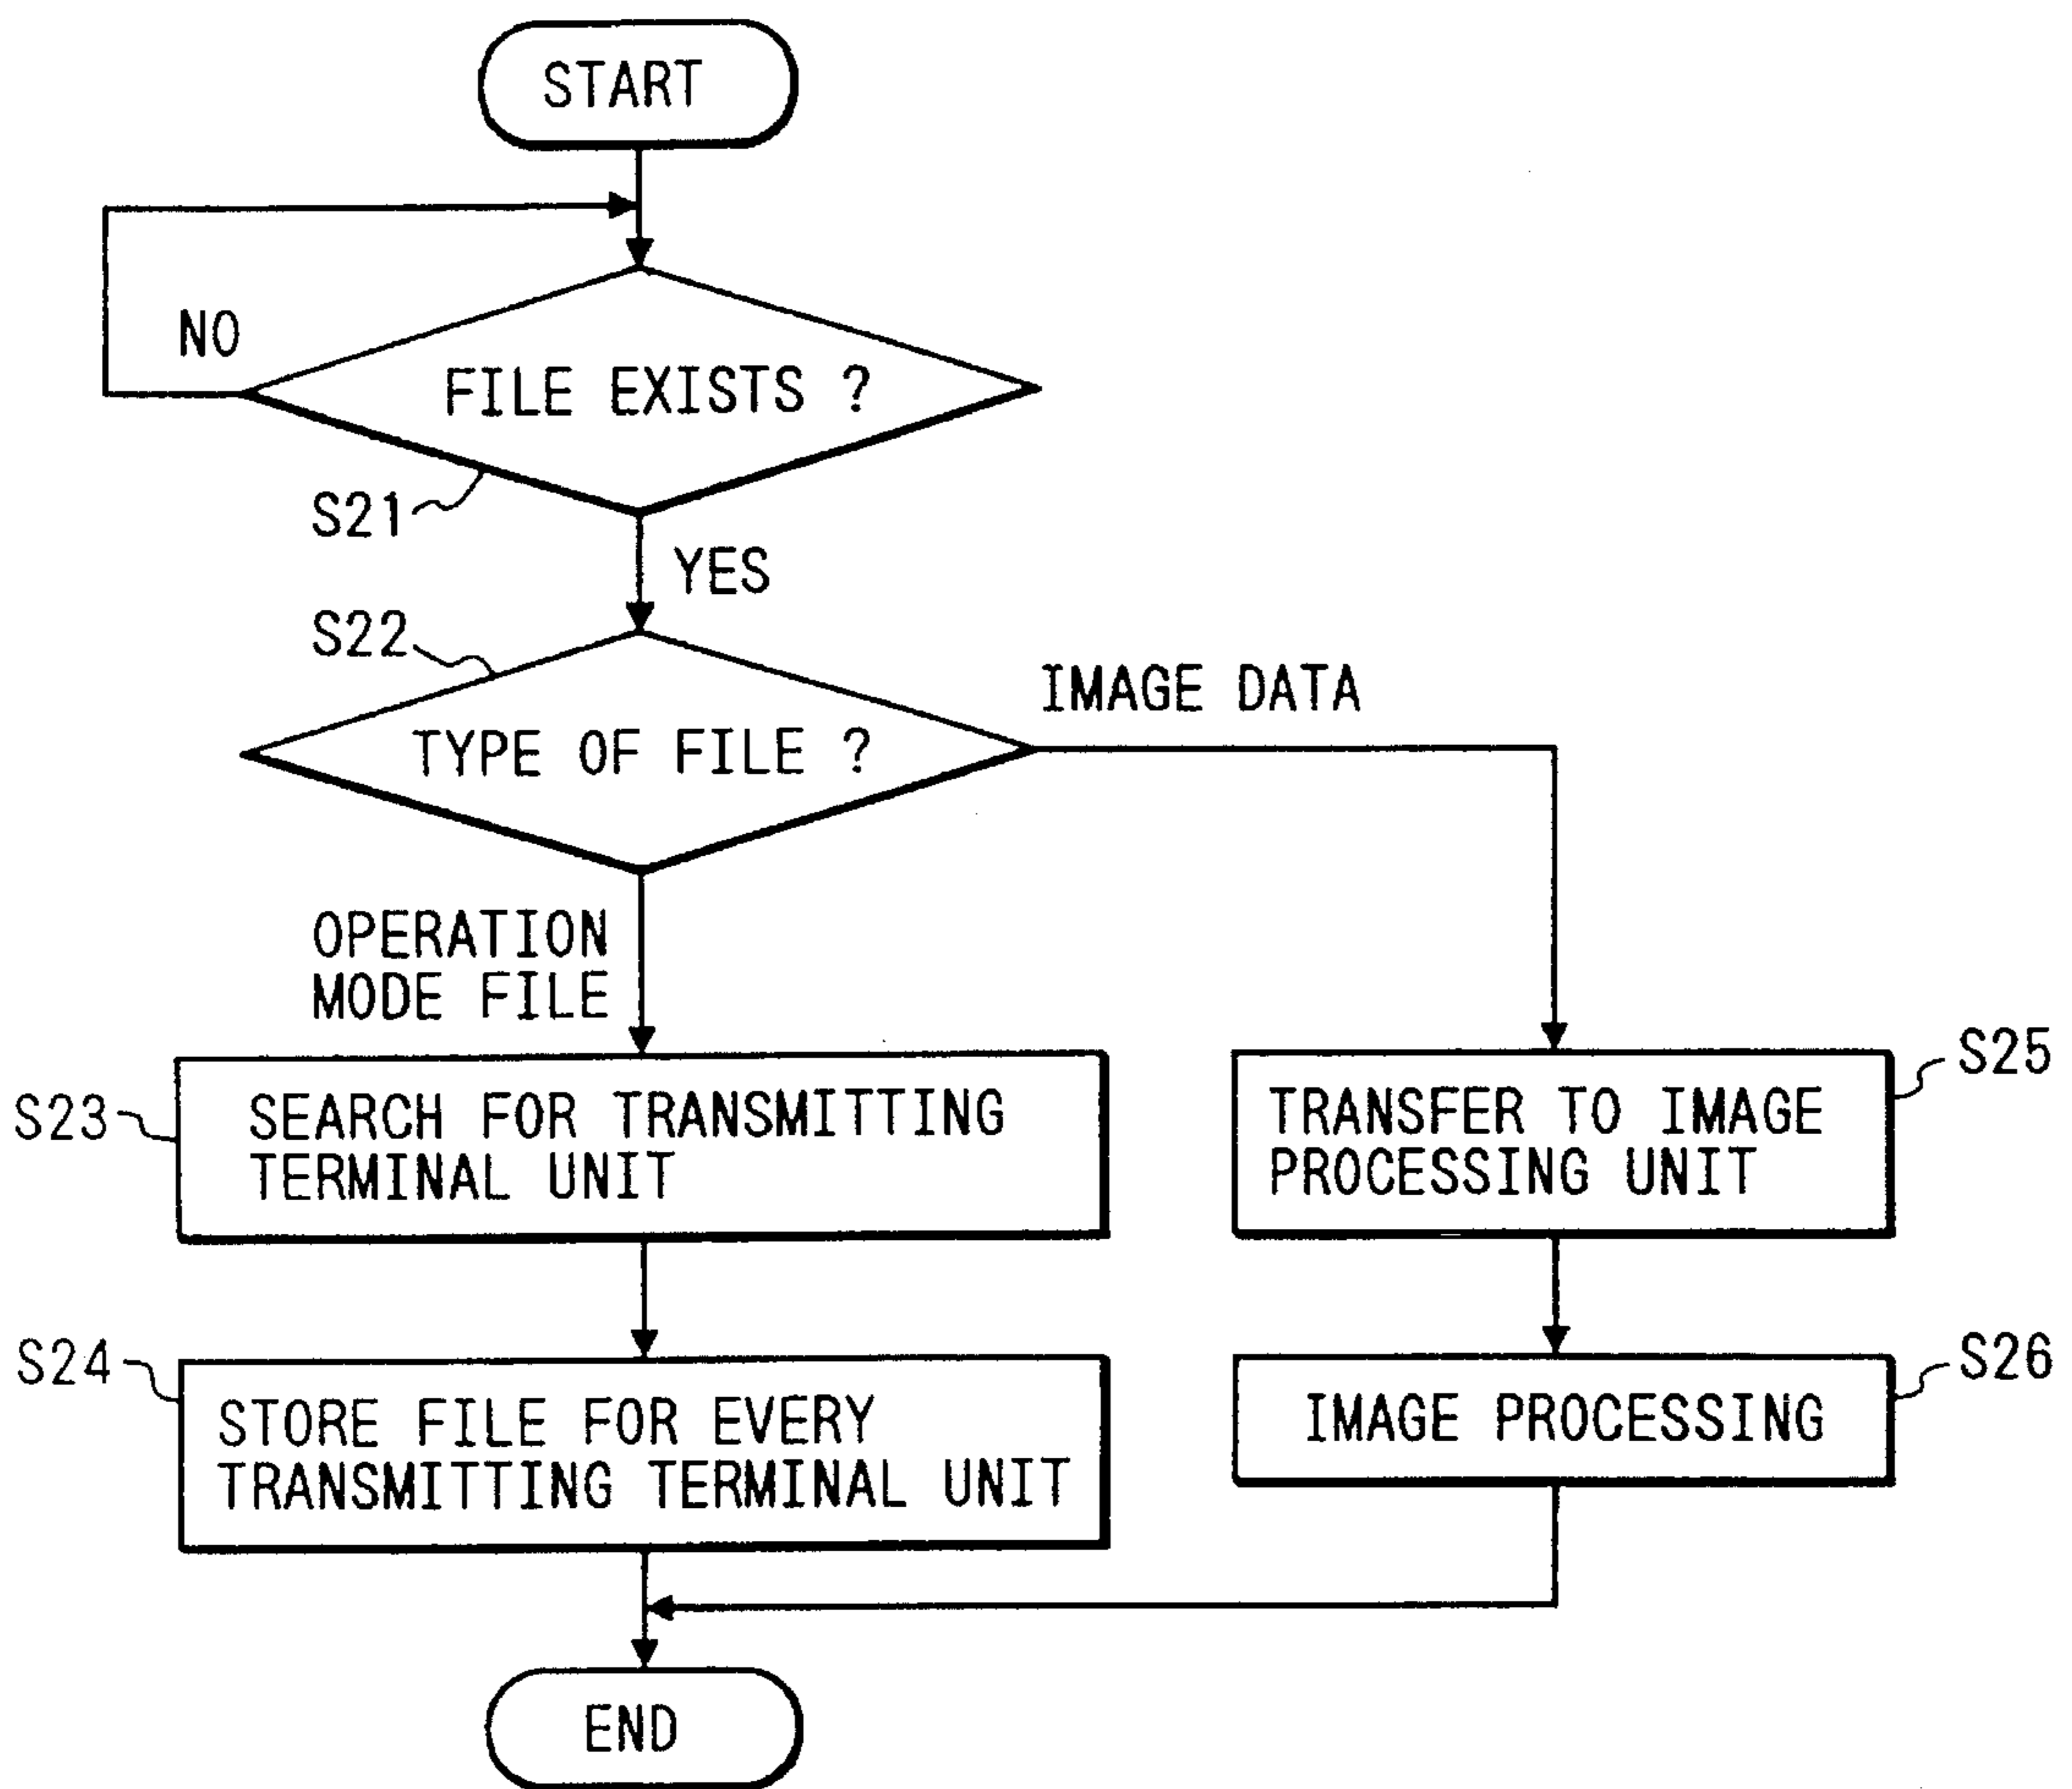 START
NO
FILE EXISTS ?
S21
YES
S22
IMAGE DATA
TYPE OF FILE ?
OPERATION
MODE FILE
S23
SEARCH FOR TRANSMITTING
TERMINAL UNIT
S25
TRANSFER TO IMAGE
PROCESSING UNIT
S24
STORE FILE FOR EVERY
TRANSMITTING TERMINAL UNIT
S26
IMAGE PROCESSING
END